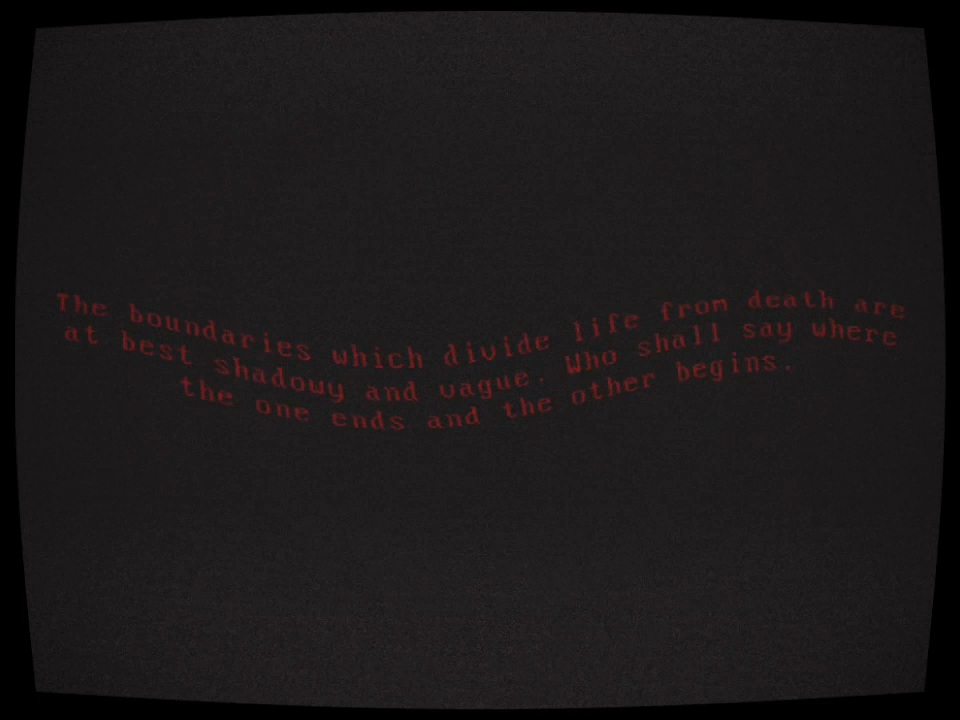 The boundaries which divide life from death are
at best shadowy and vague. Who shall say where
the one ends and the other begins.